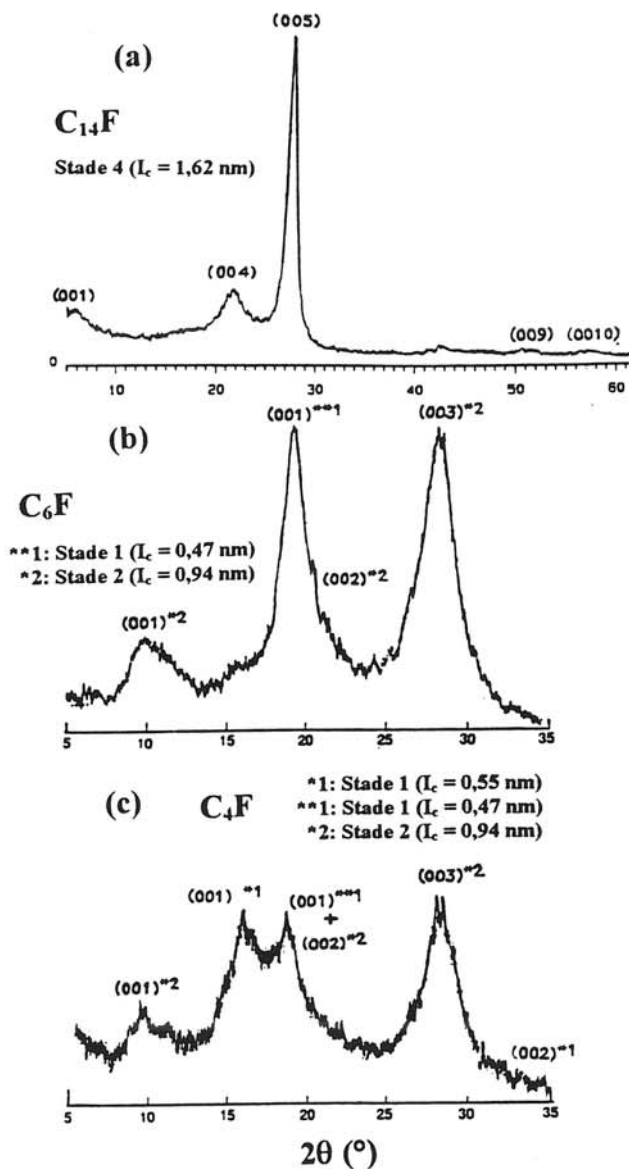 (005)
(a)
C₁₄F
Stade 4 (Ic = 1,62 nm)
(001)
(004)
(009)
(0010)
0
10 20 30 40 50 60
(001)**1
(003)*2
(b)
C₆F
**1: Stade 1 (Ic = 0,47 nm)
*2: Stade 2 (Ic = 0,94 nm)
(002)*2
(001)*2
5 10 15 20 25 30 35
*1: Stade 1 (Ic = 0,55 nm)
(c) C₄F
**1: Stade 1 (Ic = 0,47 nm)
*2: Stade 2 (Ic = 0,94 nm)
(003)*2
(001) *1
(001)**1
+
(002)*2
(001)*2
(002)*1
5 10 15 20 25 30 35
2θ (°)